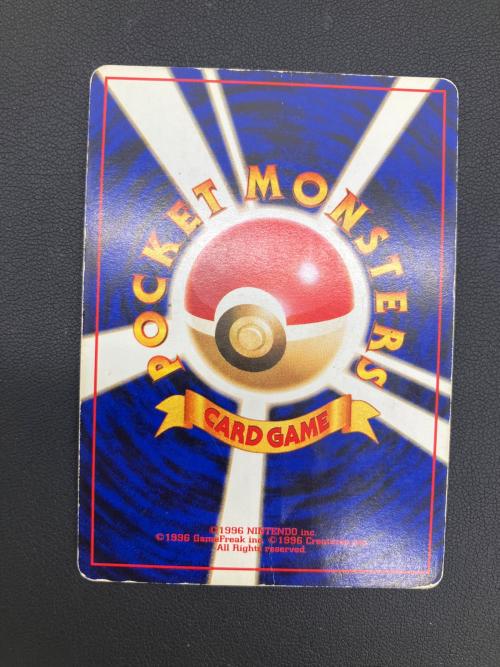 POCKET MONSTERS
CARD GAME
©1996 NINTENDO inc.
©1996 GameFreak inc. ©1996 Creatures inc.
All Rights reserved.